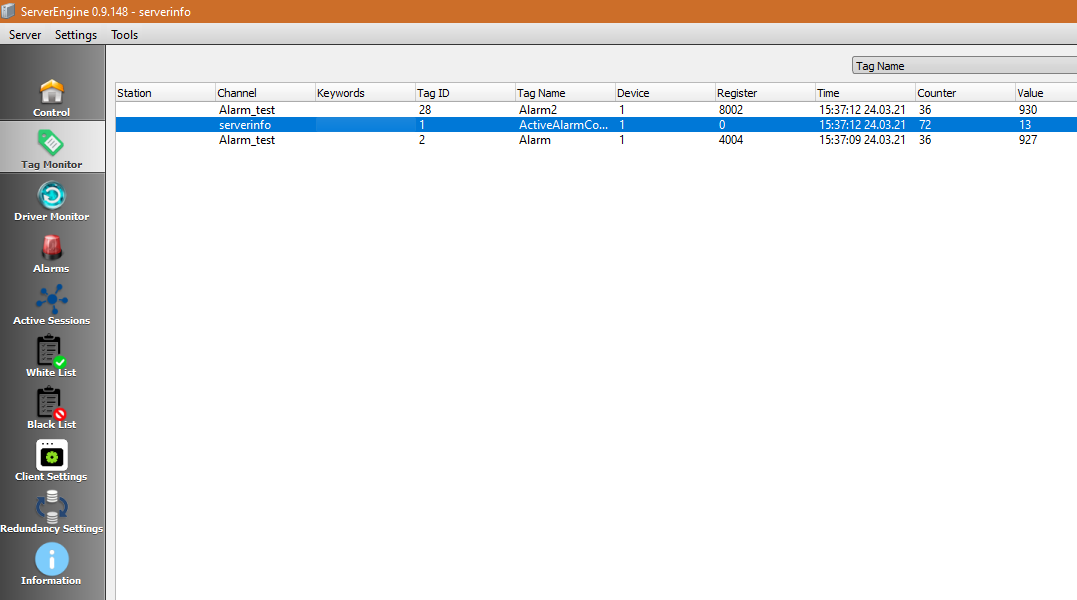 ServerEngine 0.9.148 - serverinfo
Server Settings Tools
Tag Name
Station Channel Keywords Tag ID Tag Name Device Register Time Counter Value
Alarm_test 28 Alarm2 1 8002 15:37:12 24.03.21 36 930
serverinfo 1 ActiveAlarmCo... 1 0 15:37:12 24.03.21 72 13
Alarm_test 2 Alarm 1 4004 15:37:09 24.03.21 36 927
Control
Tag Monitor
Driver Monitor
Alarms
Active Sessions
White List
Black List
Client Settings
Redundancy Settings
Information